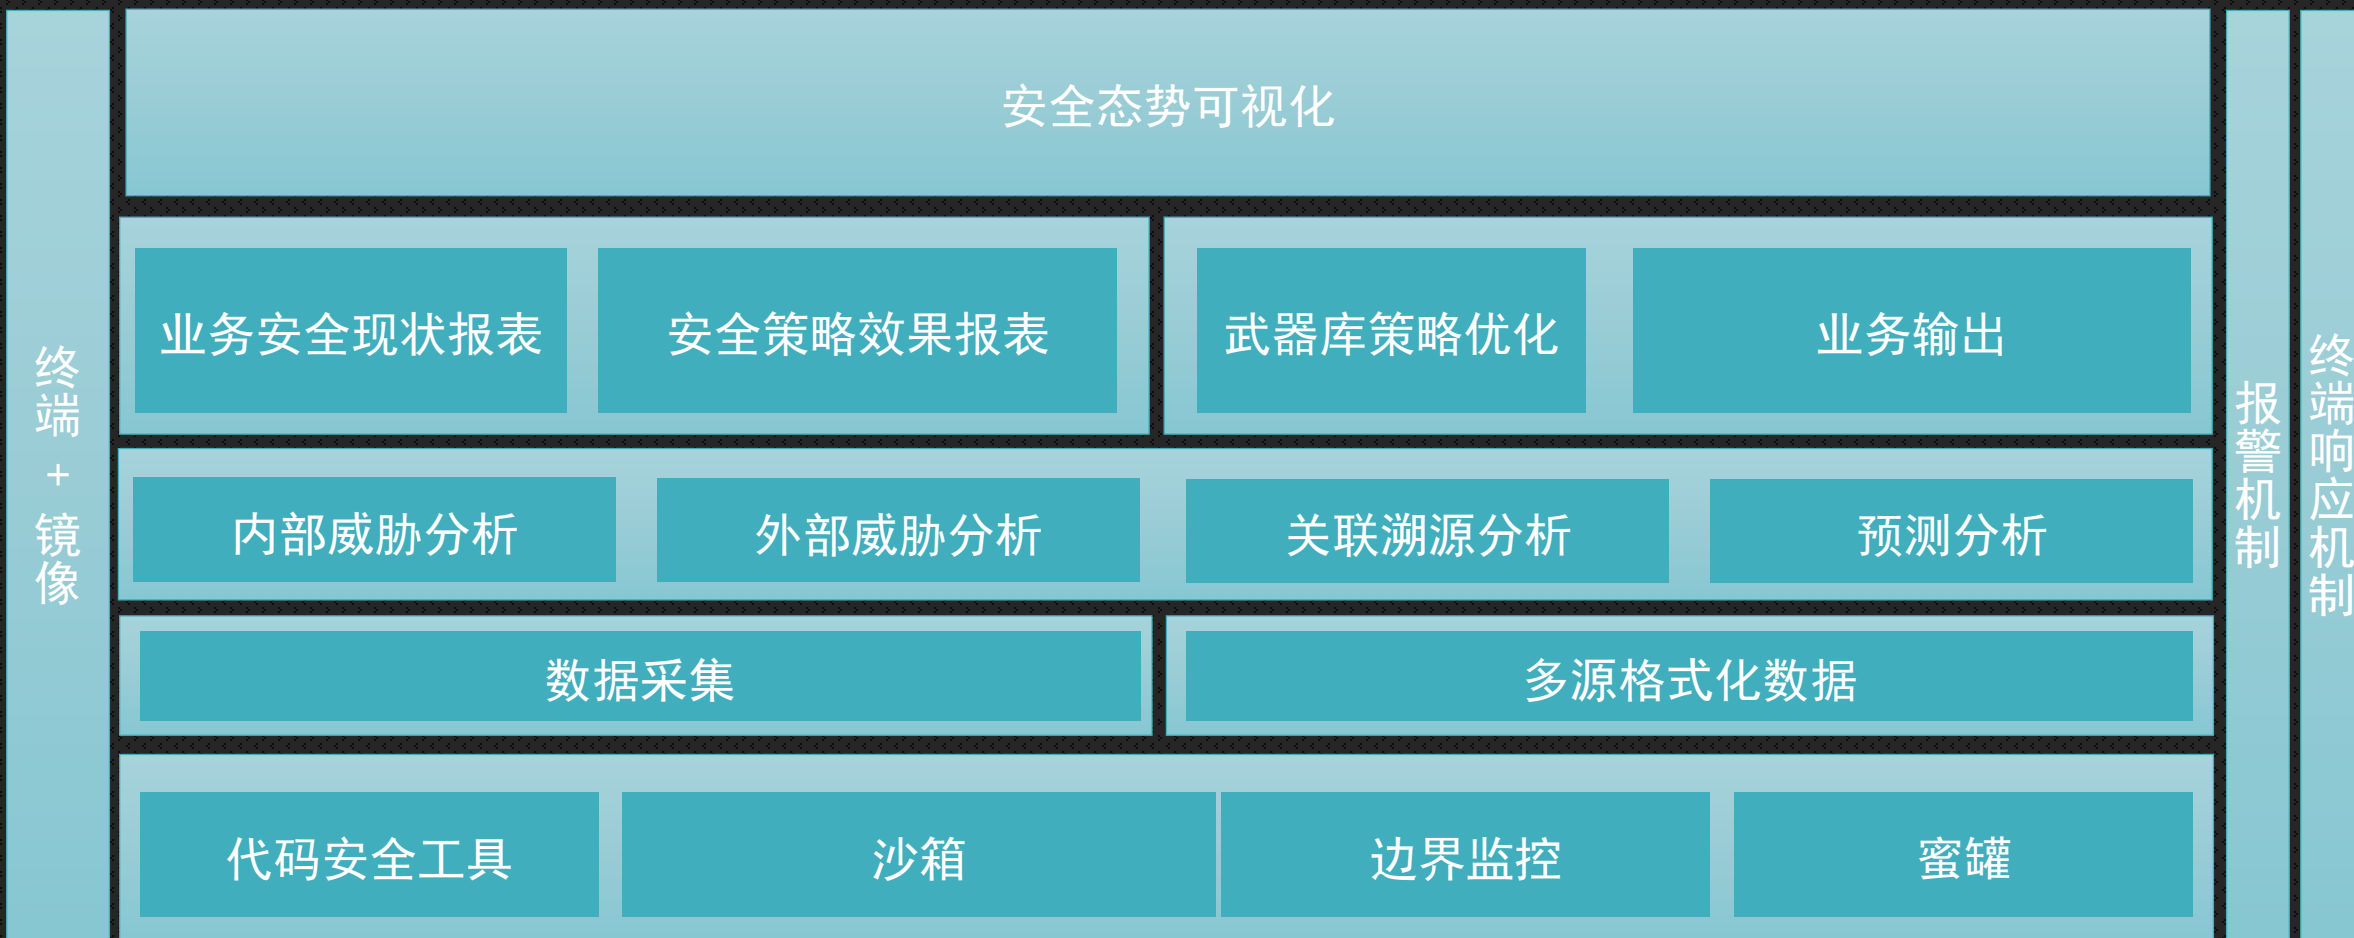 终端+镜像
安全态势可视化
业务安全现状报表
安全策略效果报表
武器库策略优化
业务输出
内部威胁分析
外部威胁分析
关联溯源分析
预测分析
数据采集
多源格式化数据
代码安全工具
沙箱
边界监控
蜜罐
报警机制
终端响应机制